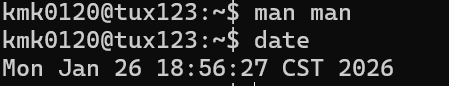 kmk0120@tux123:~$ man man
kmk0120@tux123:~$ date
Mon Jan 26 18:56:27 CST 2026